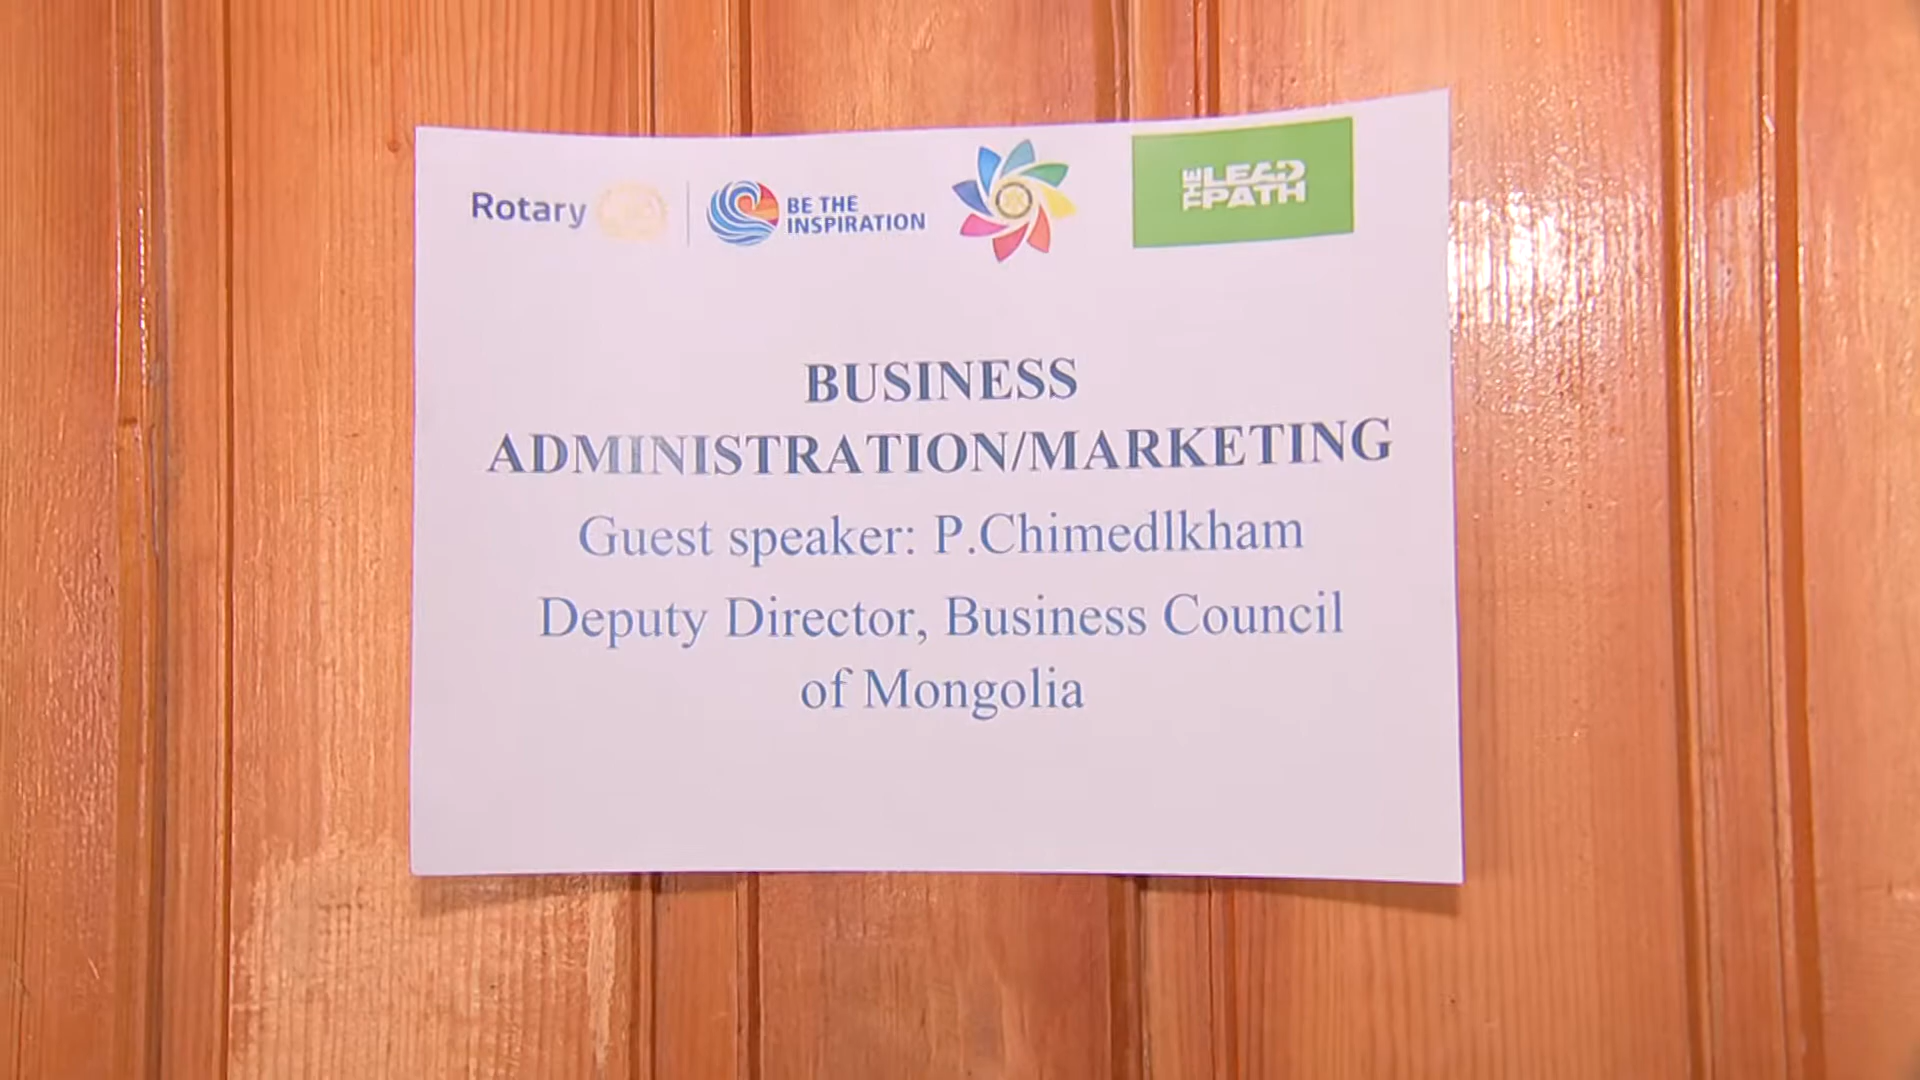 Rotary
BE THE
INSPIRATION
THE LEAD
PATH
BUSINESS
ADMINISTRATION/MARKETING
Guest speaker: P.Chimedlkham
Deputy Director, Business Council
of Mongolia